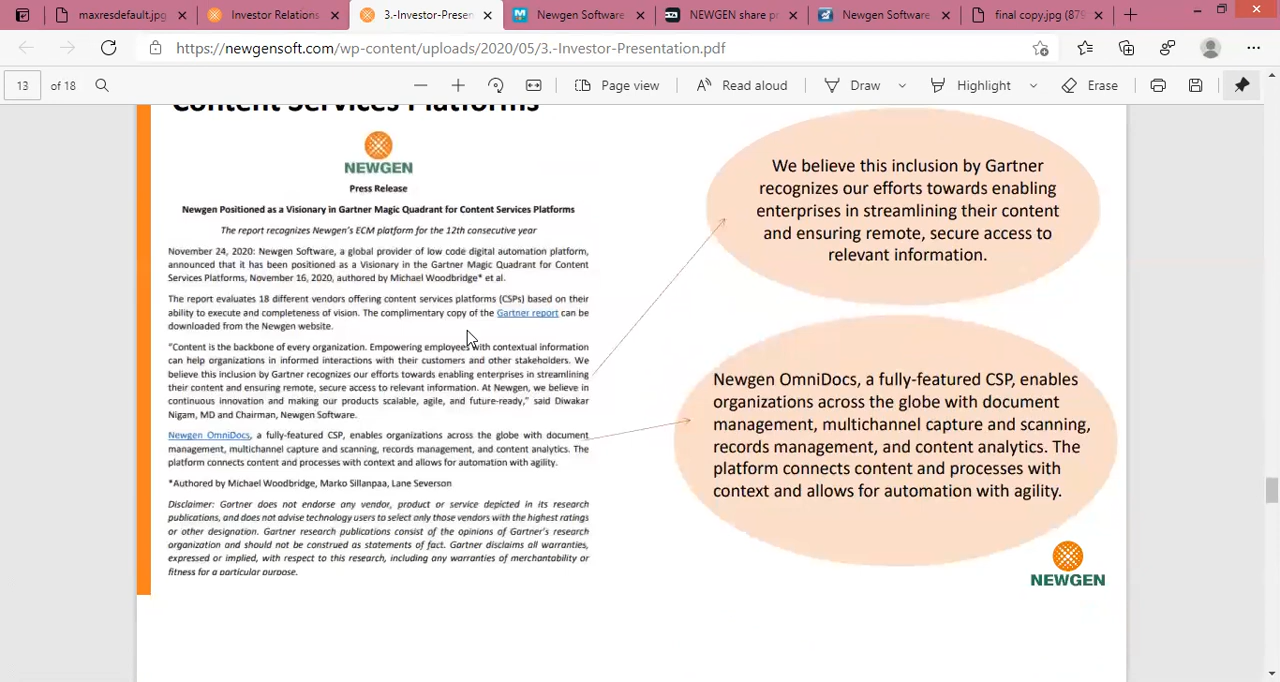 maxresdefault.jpg
Investor Relations
3.-Investor-Presen
Newgen Software
NEWGEN share pr
Newgen Software
final copy.jpg (879
https://newgensoft.com/wp-content/uploads/2020/05/3.-Investor-Presentation.pdf
13 of 18
Page view
Read aloud
Draw
Highlight
Erase
Content Services Platforms
NEWGEN
Press Release
Newgen Positioned as a Visionary in Gartner Magic Quadrant for Content Services Platforms
The report recognizes Newgen's ECM platform for the 12th consecutive year
November 24, 2020: Newgen Software, a global provider of low code digital automation platform,
announced that it has been positioned as a Visionary in the Gartner Magic Quadrant for Content
Services Platforms, November 16, 2020, authored by Michael Woodbridge* et al.
The report evaluates 18 different vendors offering content services platforms (CSPs) based on their
ability to execute and completeness of vision. The complimentary copy of the Gartner report can be
downloaded from the Newgen website.
"Content is the backbone of every organization. Empowering employees with contextual information
can help organizations in informed interactions with their customers and other stakeholders. We
believe this inclusion by Gartner recognizes our efforts towards enabling enterprises in streamlining
their content and ensuring remote, secure access to relevant information. At Newgen, we believe in
continuous innovation and making our products scalable, agile, and future-ready," said Diwakar
Nigam, MD and Chairman, Newgen Software.
Newgen OmniDocs, a fully-featured CSP, enables organizations across the globe with document
management, multichannel capture and scanning, records management, and content analytics. The
platform connects content and processes with context and allows for automation with agility.
*Authored by Michael Woodbridge, Marko Sillanpaa, Lane Severson
Disclaimer: Gartner does not endorse any vendor, product or service depicted in its research
publications, and does not advise technology users to select only those vendors with the highest ratings
or other designation. Gartner research publications consist of the opinions of Gartner's research
organization and should not be construed as statements of fact. Gartner disclaims all warranties,
expressed or implied, with respect to this research, including any warranties of merchantability or
fitness for a particular purpose.
We believe this inclusion by Gartner
recognizes our efforts towards enabling
enterprises in streamlining their content
and ensuring remote, secure access to
relevant information.
Newgen OmniDocs, a fully-featured CSP, enables
organizations across the globe with document
management, multichannel capture and scanning,
records management, and content analytics. The
platform connects content and processes with
context and allows for automation with agility.
NEWGEN